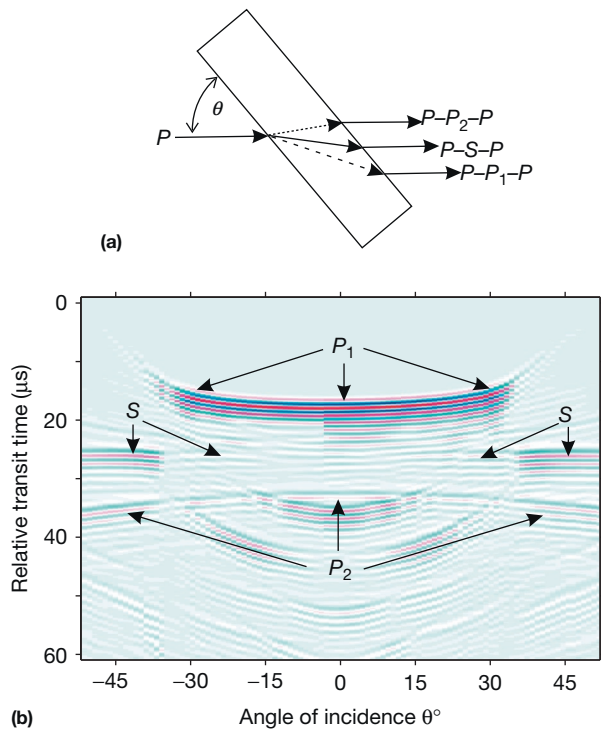 θ
P
P–P₂–P
P–S–P
P–P₁–P
(a)
0
20
40
60
Relative transit time (μs)
P₁
S
S
P₂
−45
−30
−15
0
15
30
45
(b)
Angle of incidence θ°